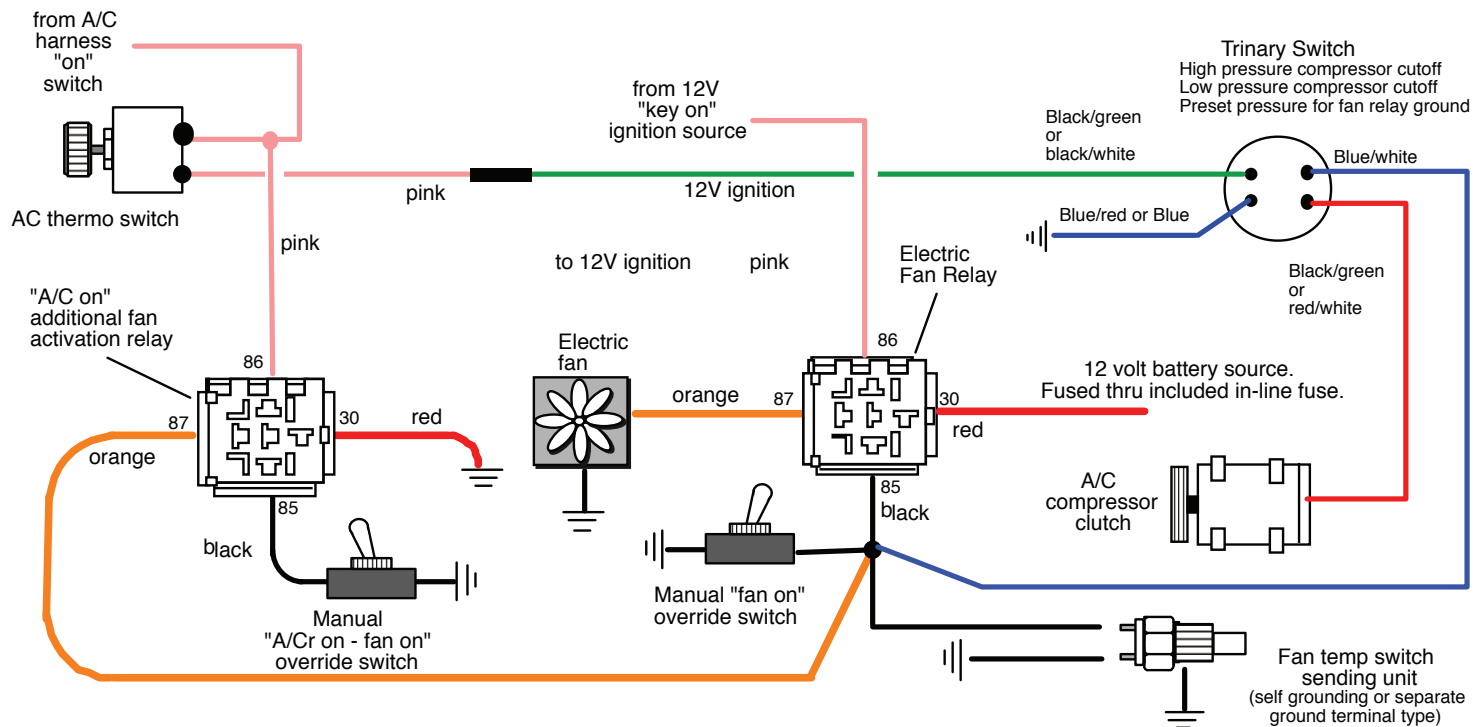 from A/C
harness
"on"
switch
AC thermo switch
pink
pink
from 12V
"key on"
ignition source
12V ignition
Black/green
or
black/white
Trinary Switch
High pressure compressor cutoff
Low pressure compressor cutoff
Preset pressure for fan relay ground
Blue/white
Blue/red or Blue
Black/green
or
red/white
to 12V ignition
pink
Electric
Fan Relay
"A/C on"
additional fan
activation relay
86
87
30
85
orange
red
black
Manual
"A/Cr on - fan on"
override switch
Electric
fan
orange
86
87
30
85
red
black
12 volt battery source.
Fused thru included in-line fuse.
A/C
compressor
clutch
Manual "fan on"
override switch
Fan temp switch
sending unit
(self grounding or separate
ground terminal type)